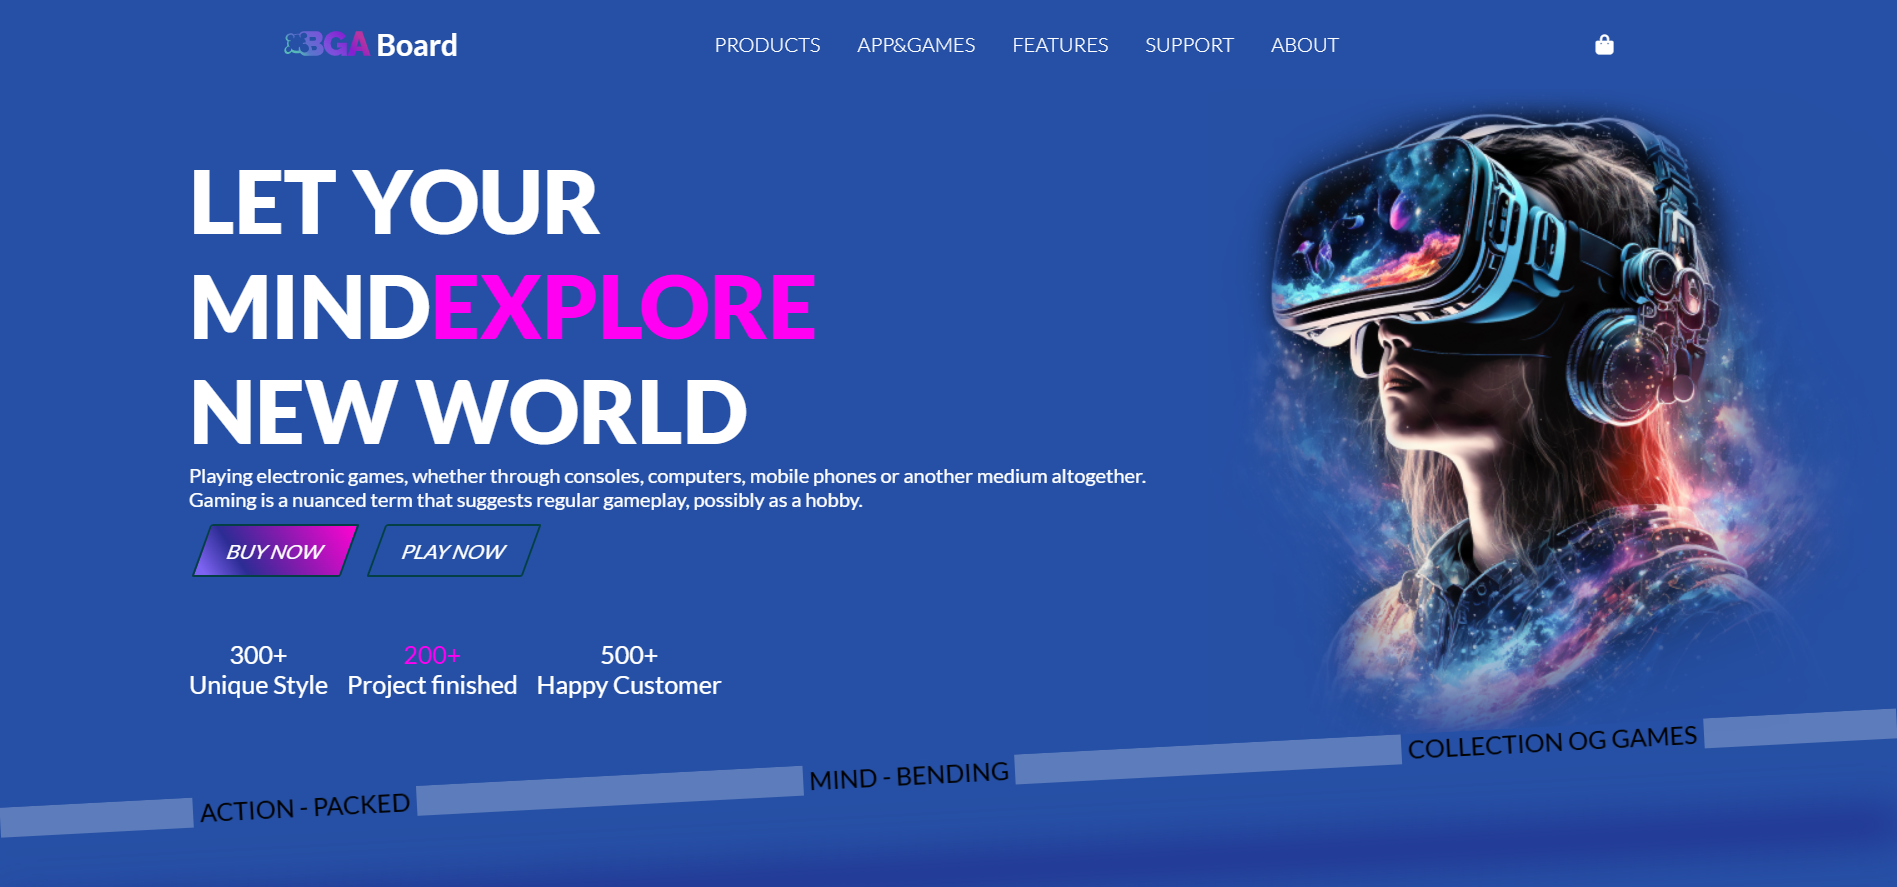 BGA Board
PRODUCTS APP&GAMES FEATURES SUPPORT ABOUT
LET YOUR
MINDEXPLORE
NEW WORLD
Playing electronic games, whether through consoles, computers, mobile phones or another medium altogether.
Gaming is a nuanced term that suggests regular gameplay, possibly as a hobby.
BUY NOW PLAY NOW
300+ 200+ 500+
Unique Style Project finished Happy Customer
ACTION - PACKED MIND - BENDING COLLECTION OG GAMES